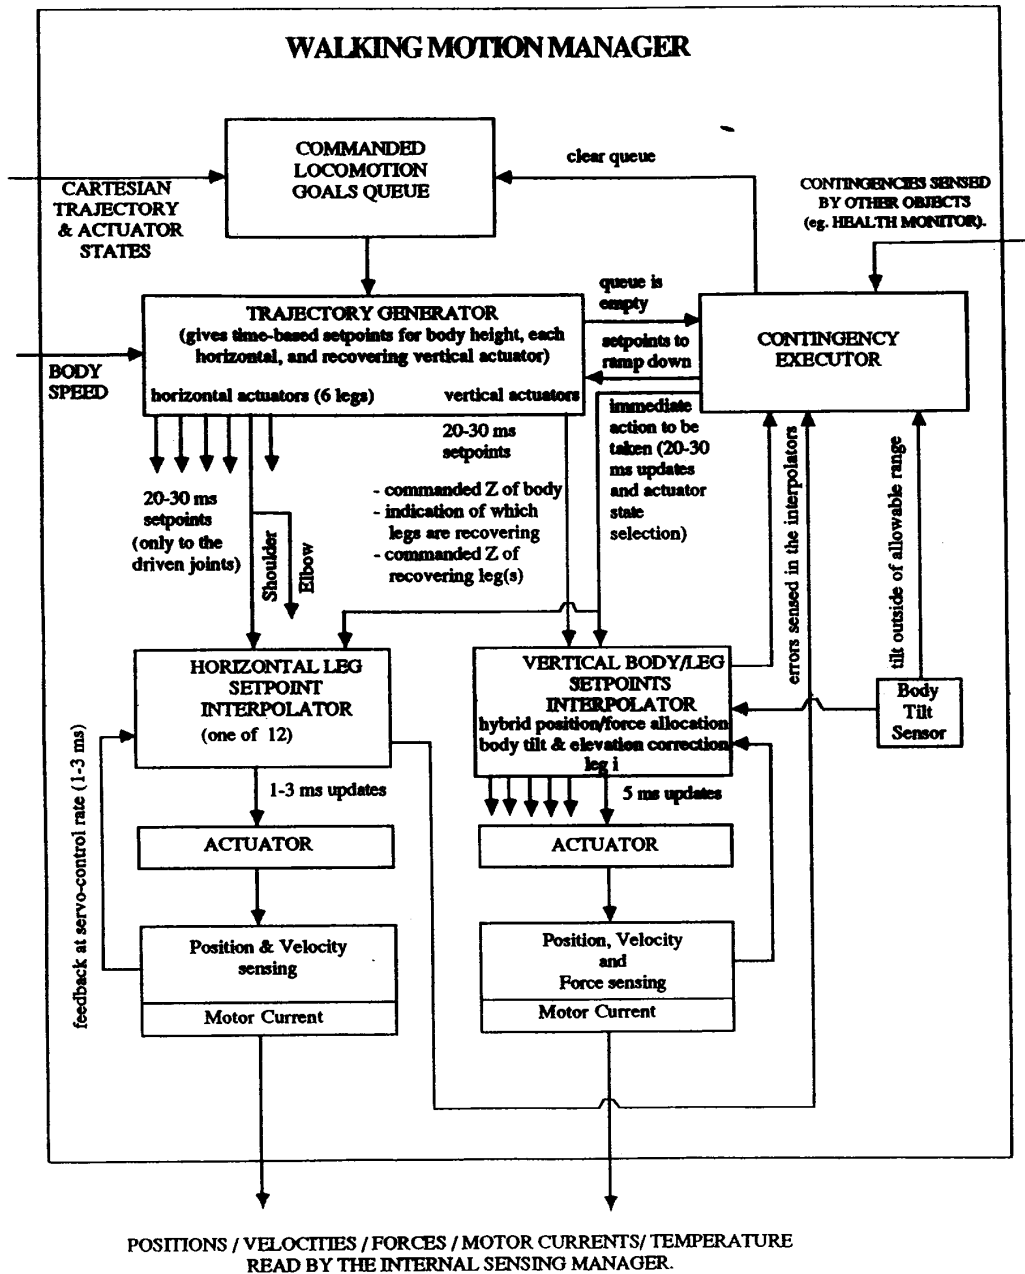 WALKING MOTION MANAGER
COMMANDED
LOCOMOTION
GOALS QUEUE
clear queue
CARTESIAN
TRAJECTORY
& ACTUATOR
STATES
CONTINGENCIES SENSED
BY OTHER OBJECTS
(eg. HEALTH MONITOR).
queue is
empty
TRAJECTORY GENERATOR
(gives time-based setpoints for body height, each
horizontal, and recovering vertical actuator)
horizontal actuators (6 legs) vertical actuators
setpoints to
ramp down
CONTINGENCY
EXECUTOR
BODY
SPEED
immediate
action to be
taken (20-30
ms updates
and actuator
state
selection)
20-30 ms
setpoints
- commanded Z of body
- indication of which
legs are recovering
- commanded Z of
recovering leg(s)
20-30 ms
setpoints
(only to the
driven joints)
Shoulder
Elbow
errors sensed in the interpolators
tilt outside of allowable range
HORIZONTAL LEG
SETPOINT
INTERPOLATOR
(one of 12)
VERTICAL BODY/LEG
SETPOINTS
INTERPOLATOR
hybrid position/force allocation
body tilt & elevation correction
leg i
Body
Tilt
Sensor
1-3 ms updates
5 ms updates
feedback at servo-control rate (1-3 ms)
ACTUATOR
ACTUATOR
Position & Velocity
sensing
Motor Current
Position, Velocity
and
Force sensing
Motor Current
POSITIONS / VELOCITIES / FORCES / MOTOR CURRENTS/ TEMPERATURE
READ BY THE INTERNAL SENSING MANAGER.